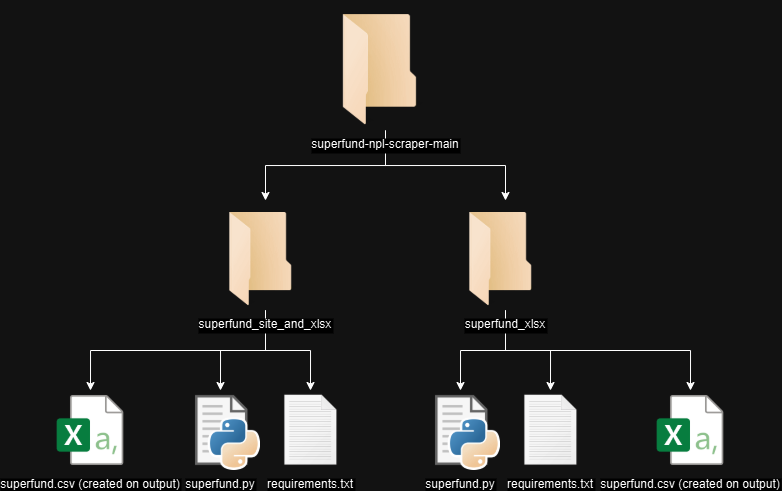 superfund-npl-scraper-main
superfund_site_and_xlsx
superfund_xlsx
X a,
X a,
superfund.csv (created on output)
superfund.py
requirements.txt
superfund.py
requirements.txt
superfund.csv (created on output)